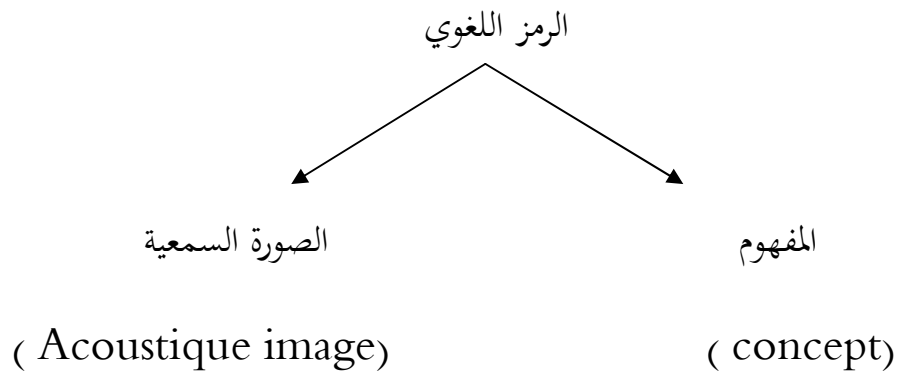 الرمز اللغوي
المفهوم الصورة السمعية
( Acoustique image) ( concept)